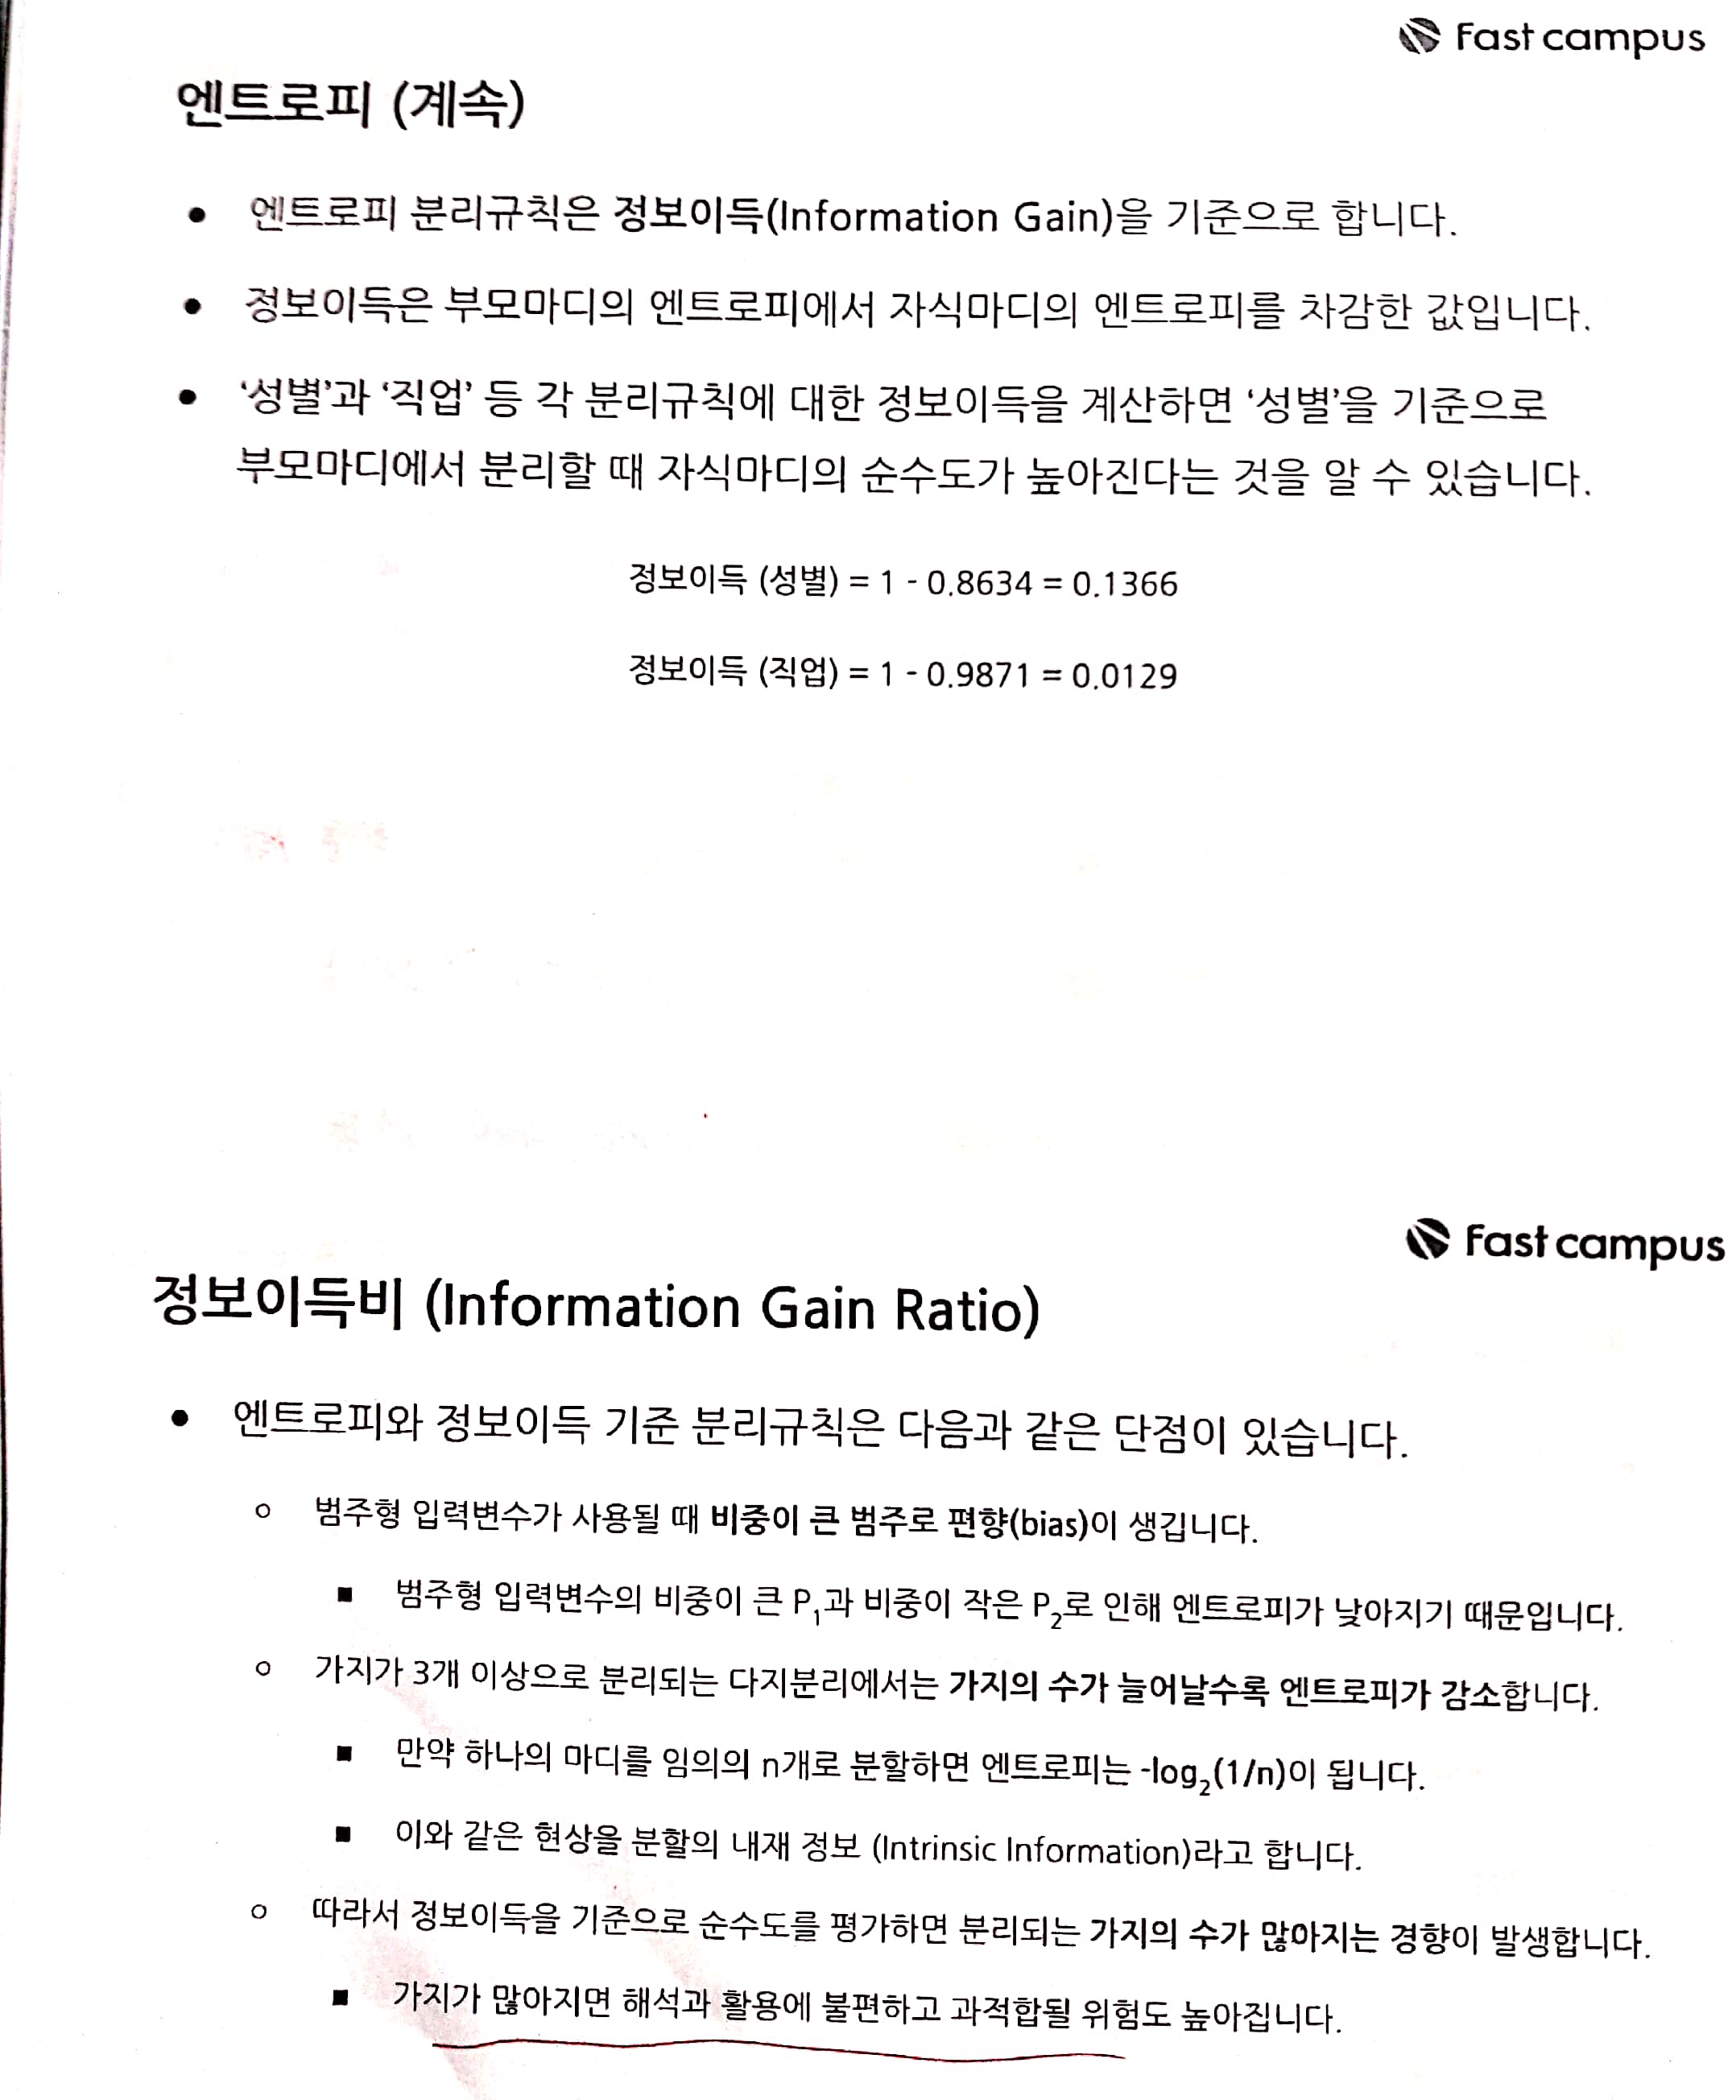 Fast campus
엔트로피 (계속)
● 엔트로피 분리규칙은 정보이득(Information Gain)을 기준으로 합니다.
● 정보이득은 부모마디의 엔트로피에서 자식마디의 엔트로피를 차감한 값입니다.
● ‘성별’과 ‘직업’ 등 각 분리규칙에 대한 정보이득을 계산하면 ‘성별’을 기준으로
부모마디에서 분리할 때 자식마디의 순수도가 높아진다는 것을 알 수 있습니다.
정보이득 (성별) = 1 - 0.8634 = 0.1366
정보이득 (직업) = 1 - 0.9871 = 0.0129
Fast campus
정보이득비 (Information Gain Ratio)
● 엔트로피와 정보이득 기준 분리규칙은 다음과 같은 단점이 있습니다.
○ 범주형 입력변수가 사용될 때 비중이 큰 범주로 편향(bias)이 생깁니다.
■ 범주형 입력변수의 비중이 큰 P₁과 비중이 작은 P₂로 인해 엔트로피가 낮아지기 때문입니다.
○ 가지가 3개 이상으로 분리되는 다지분리에서는 가지의 수가 늘어날수록 엔트로피가 감소합니다.
■ 만약 하나의 마디를 임의의 n개로 분할하면 엔트로피는 -log₂(1/n)이 됩니다.
■ 이와 같은 현상을 분할의 내재 정보 (Intrinsic Information)라고 합니다.
○ 따라서 정보이득을 기준으로 순수도를 평가하면 분리되는 가지의 수가 많아지는 경향이 발생합니다.
■ 가지가 많아지면 해석과 활용에 불편하고 과적합될 위험도 높아집니다.